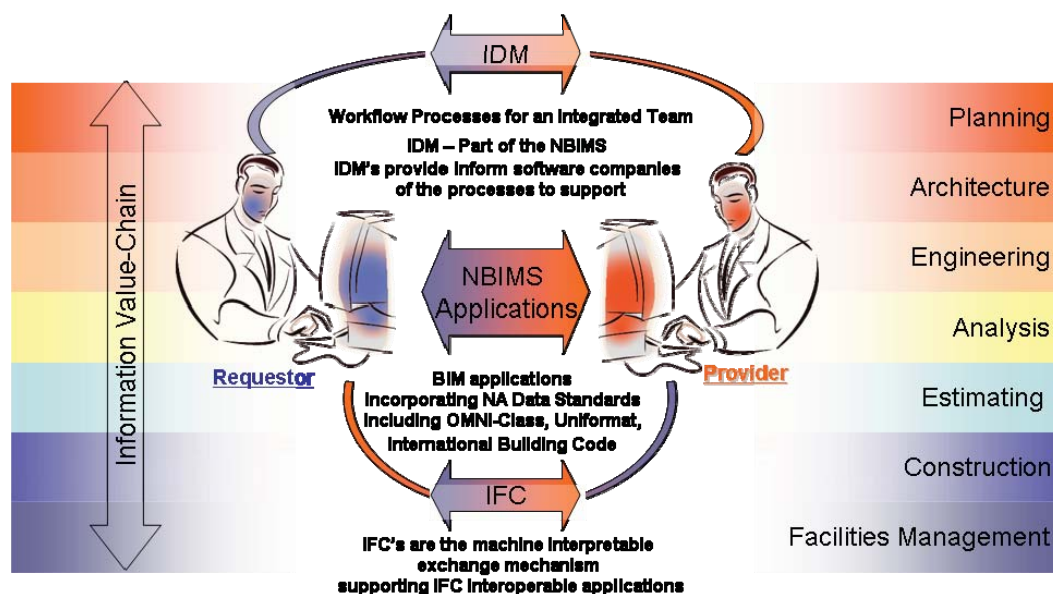 IDM
Workflow Processes for an Integrated Team
IDM – Part of the NBIMS
IDM's provide inform software companies
of the processes to support
Information Value-Chain
NBIMS
Applications
Requestor
Provider
BIM applications
incorporating NA Data Standards
including OMNI-Class, Uniformat,
International Building Code
IFC
IFC's are the machine interpretable
exchange mechanism
supporting IFC interoperable applications
Planning
Architecture
Engineering
Analysis
Estimating
Construction
Facilities Management